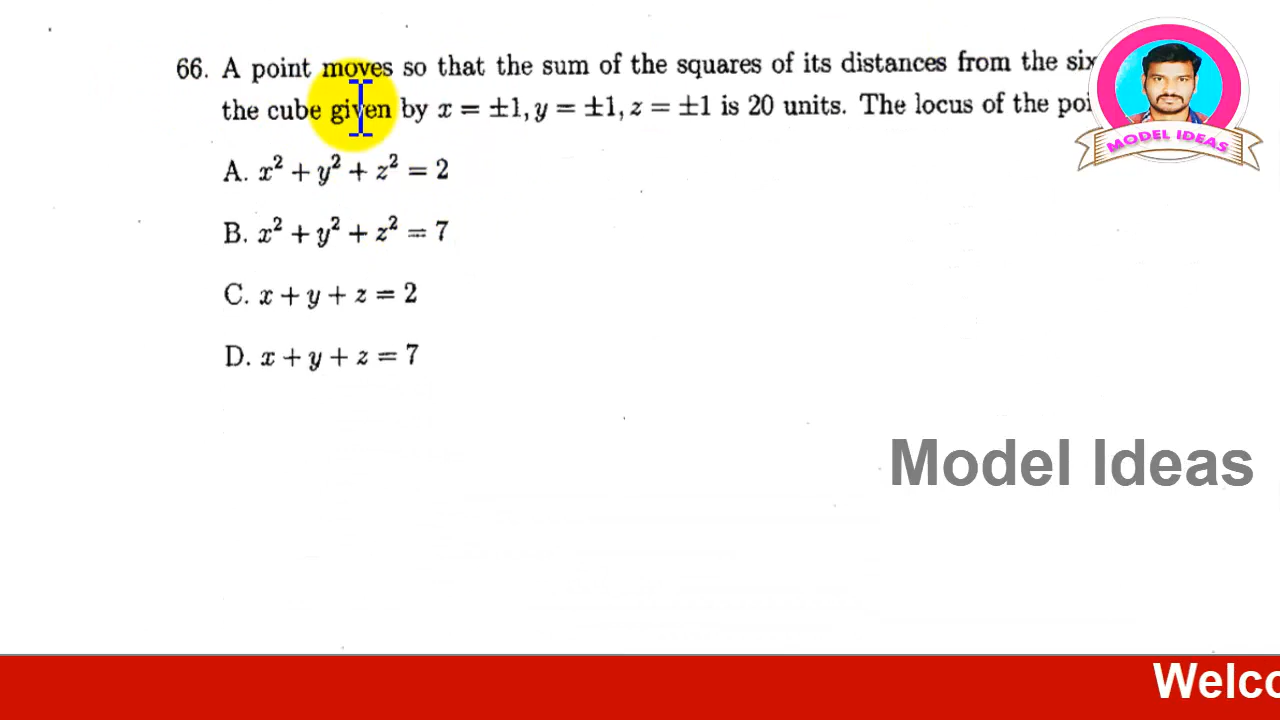 66. A point moves so that the sum of the squares of its distances from the six
the cube given by x = ±1, y = ±1, z = ±1 is 20 units. The locus of the poi
A. x² + y² + z² = 2
B. x² + y² + z² = 7
C. x + y + z = 2
D. x + y + z = 7
MODEL IDEAS
Model Ideas
Welco